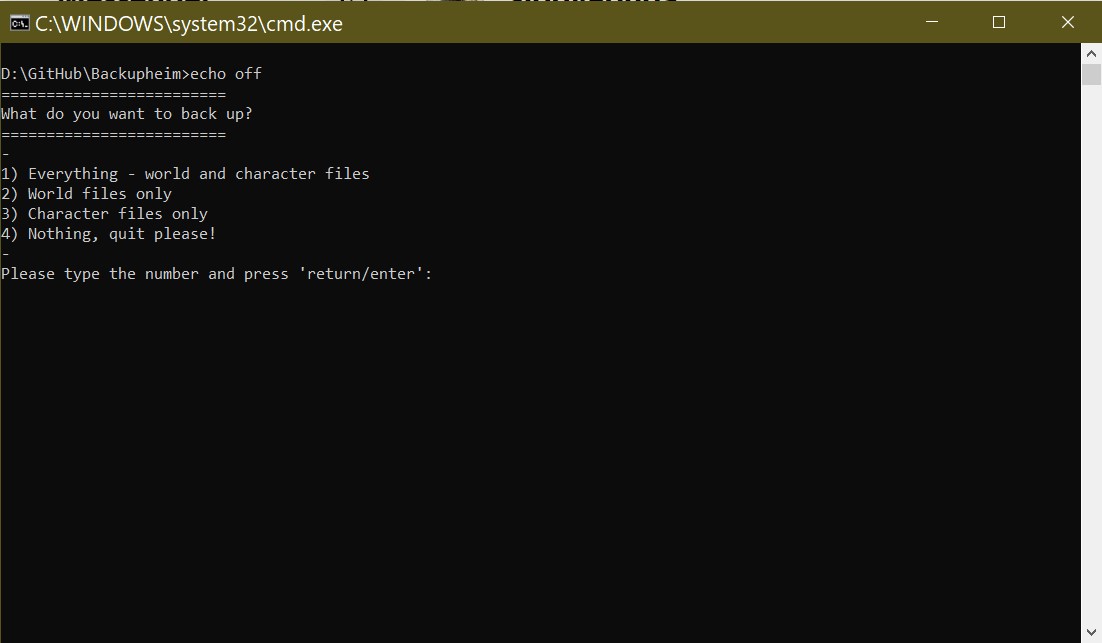 C:\WINDOWS\system32\cmd.exe
D:\GitHub\Backupheim>echo off
=========================
What do you want to back up?
=========================
-
1) Everything - world and character files
2) World files only
3) Character files only
4) Nothing, quit please!
-
Please type the number and press 'return/enter':